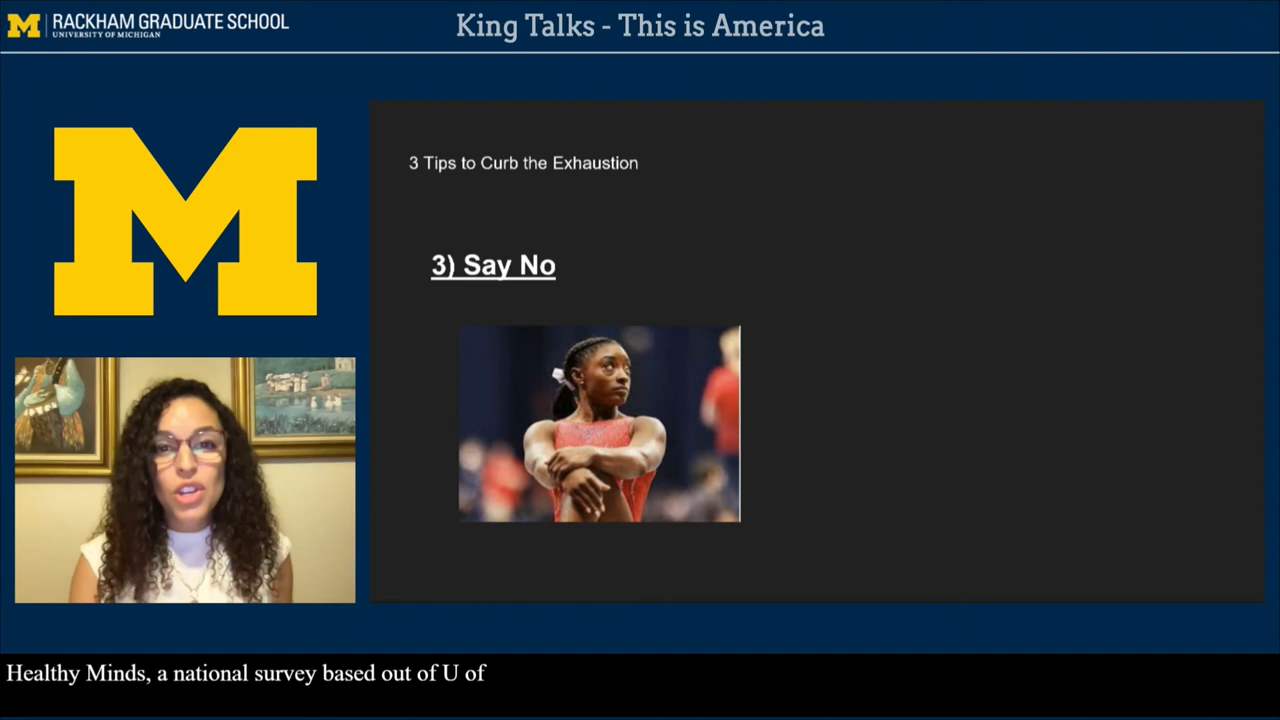 M RACKHAM GRADUATE SCHOOL
UNIVERSITY OF MICHIGAN
King Talks - This is America
M
3 Tips to Curb the Exhaustion
3) Say No
Healthy Minds, a national survey based out of U of